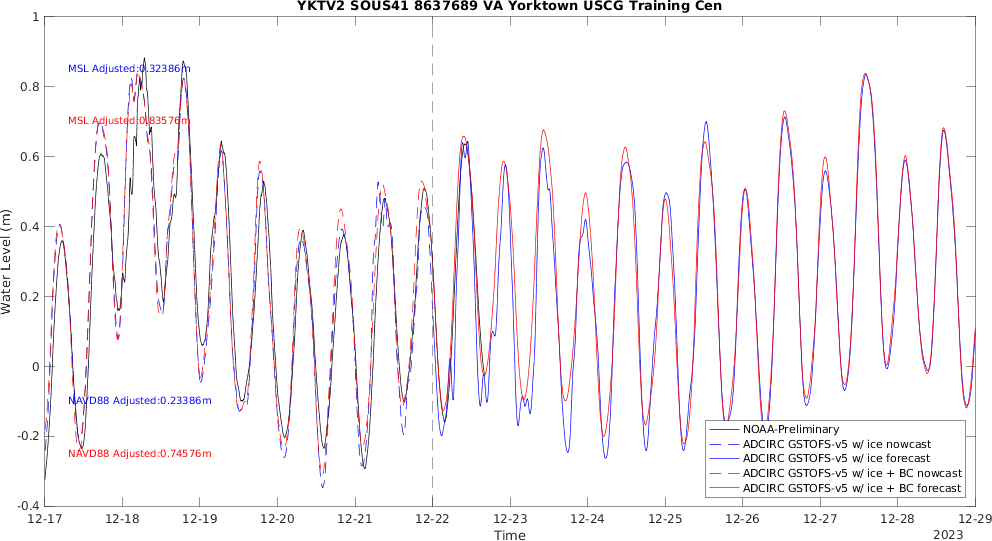 YKTV2 SOUS41 8637689 VA Yorktown USCG Training Cen
Water Level (m)
1
0.8
0.6
0.4
0.2
0
-0.2
-0.4
MSL Adjusted:0.32386m
MSL Adjusted:0.83576m
NAVD88 Adjusted:0.23386m
NAVD88 Adjusted:0.74576m
NOAA-Preliminary
ADCIRC GSTOFS-v5 w/ ice nowcast
ADCIRC GSTOFS-v5 w/ ice forecast
ADCIRC GSTOFS-v5 w/ ice + BC nowcast
ADCIRC GSTOFS-v5 w/ ice + BC forecast
12-17 12-18 12-19 12-20 12-21 12-22 12-23 12-24 12-25 12-26 12-27 12-28 12-29
Time
2023